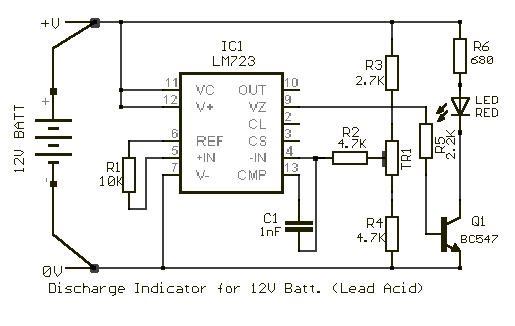 +V
IC1
LM723
R6
680
R3
2.7K
11 VC OUT 10
12 V+ VZ 9
CL 2
CS 3
6 REF
5 +IN -IN 4
7 V- CMP 13
+
12V BATT
-
LED
RED
R2
4.7K
TR1
R5
2.2K
R1
10K
C1
1nF
R4
4.7K
Q1
BC547
0V
Discharge Indicator for 12V Batt. (Lead Acid)